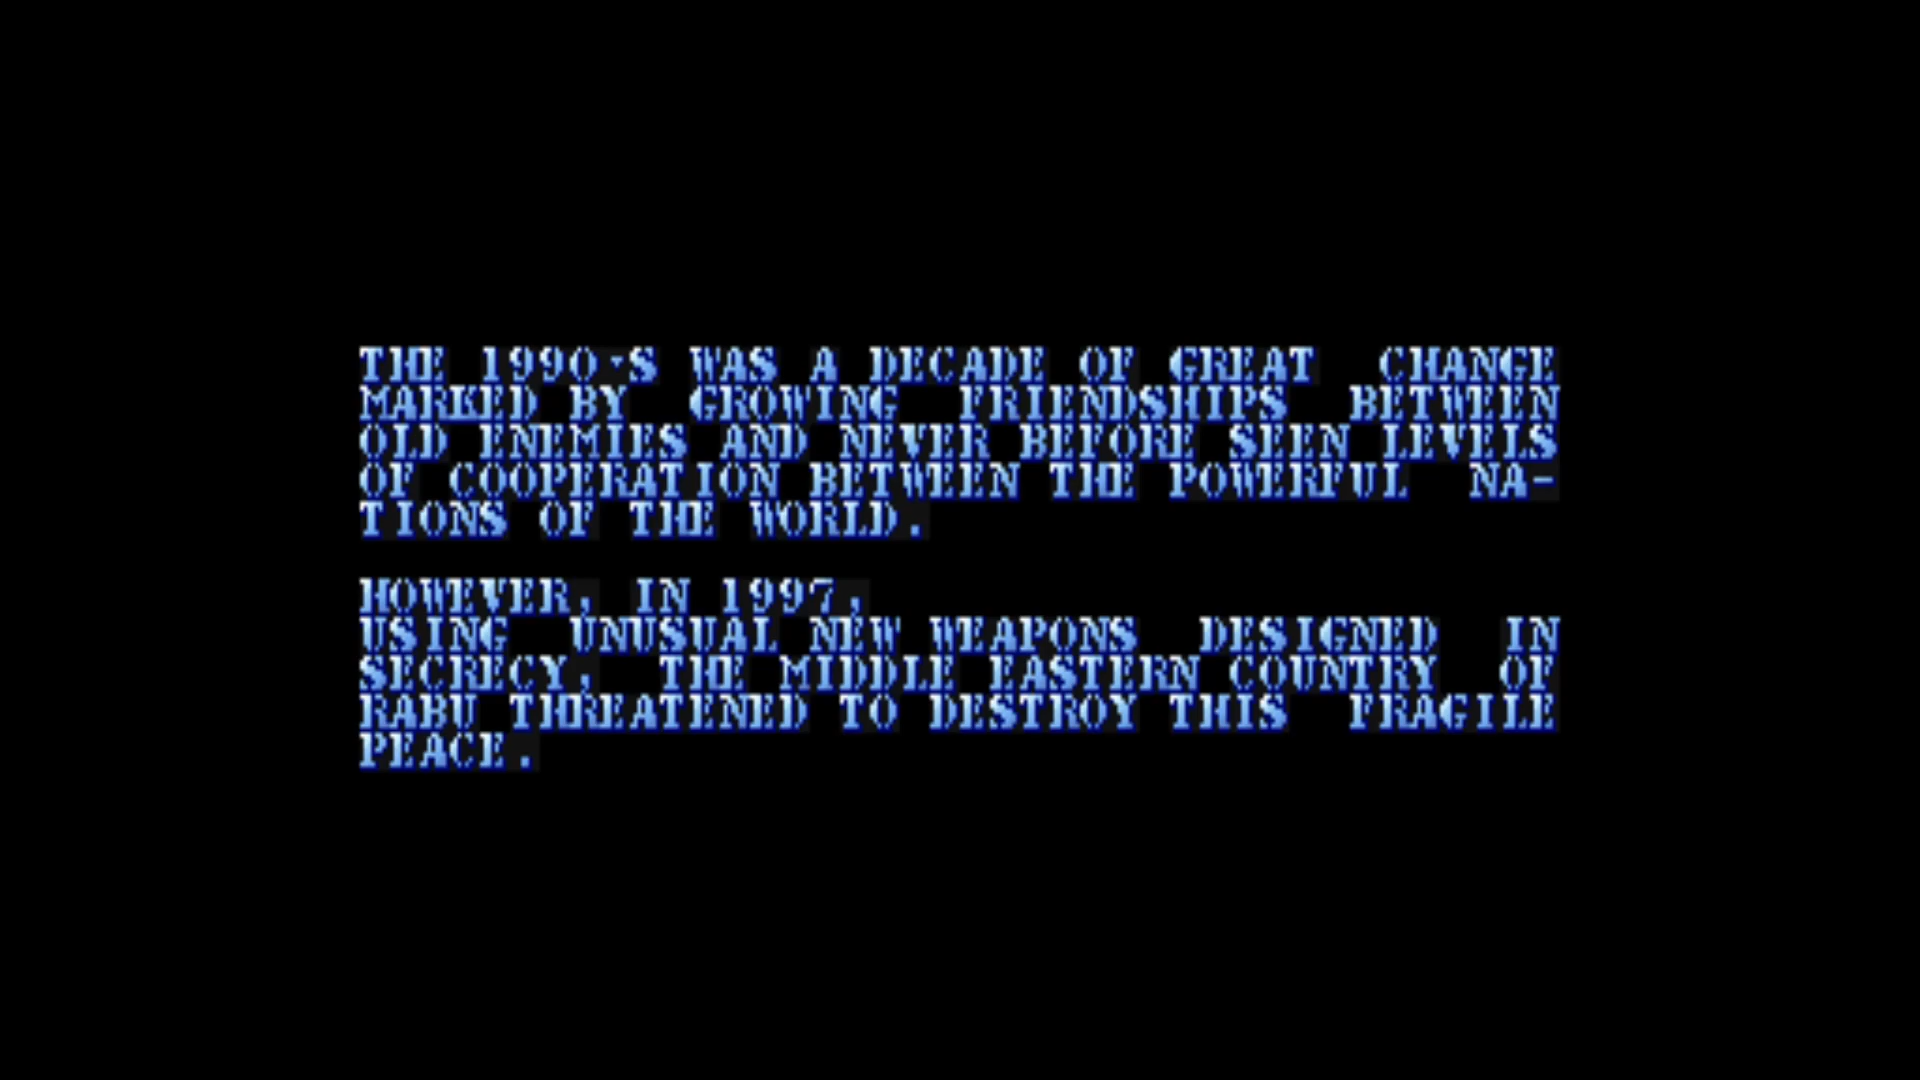 THE 1990'S WAS A DECADE OF GREAT CHANGE
MARKED BY GROWING FRIENDSHIPS BETWEEN
OLD ENEMIES AND NEVER BEFORE SEEN LEVELS
OF COOPERATION BETWEEN THE POWERFUL NA-
TIONS OF THE WORLD.
HOWEVER, IN 1997,
USING UNUSUAL NEW WEAPONS DESIGNED IN
SECRECY, THE MIDDLE EASTERN COUNTRY OF
RABU THREATENED TO DESTROY THIS FRAGILE
PEACE.